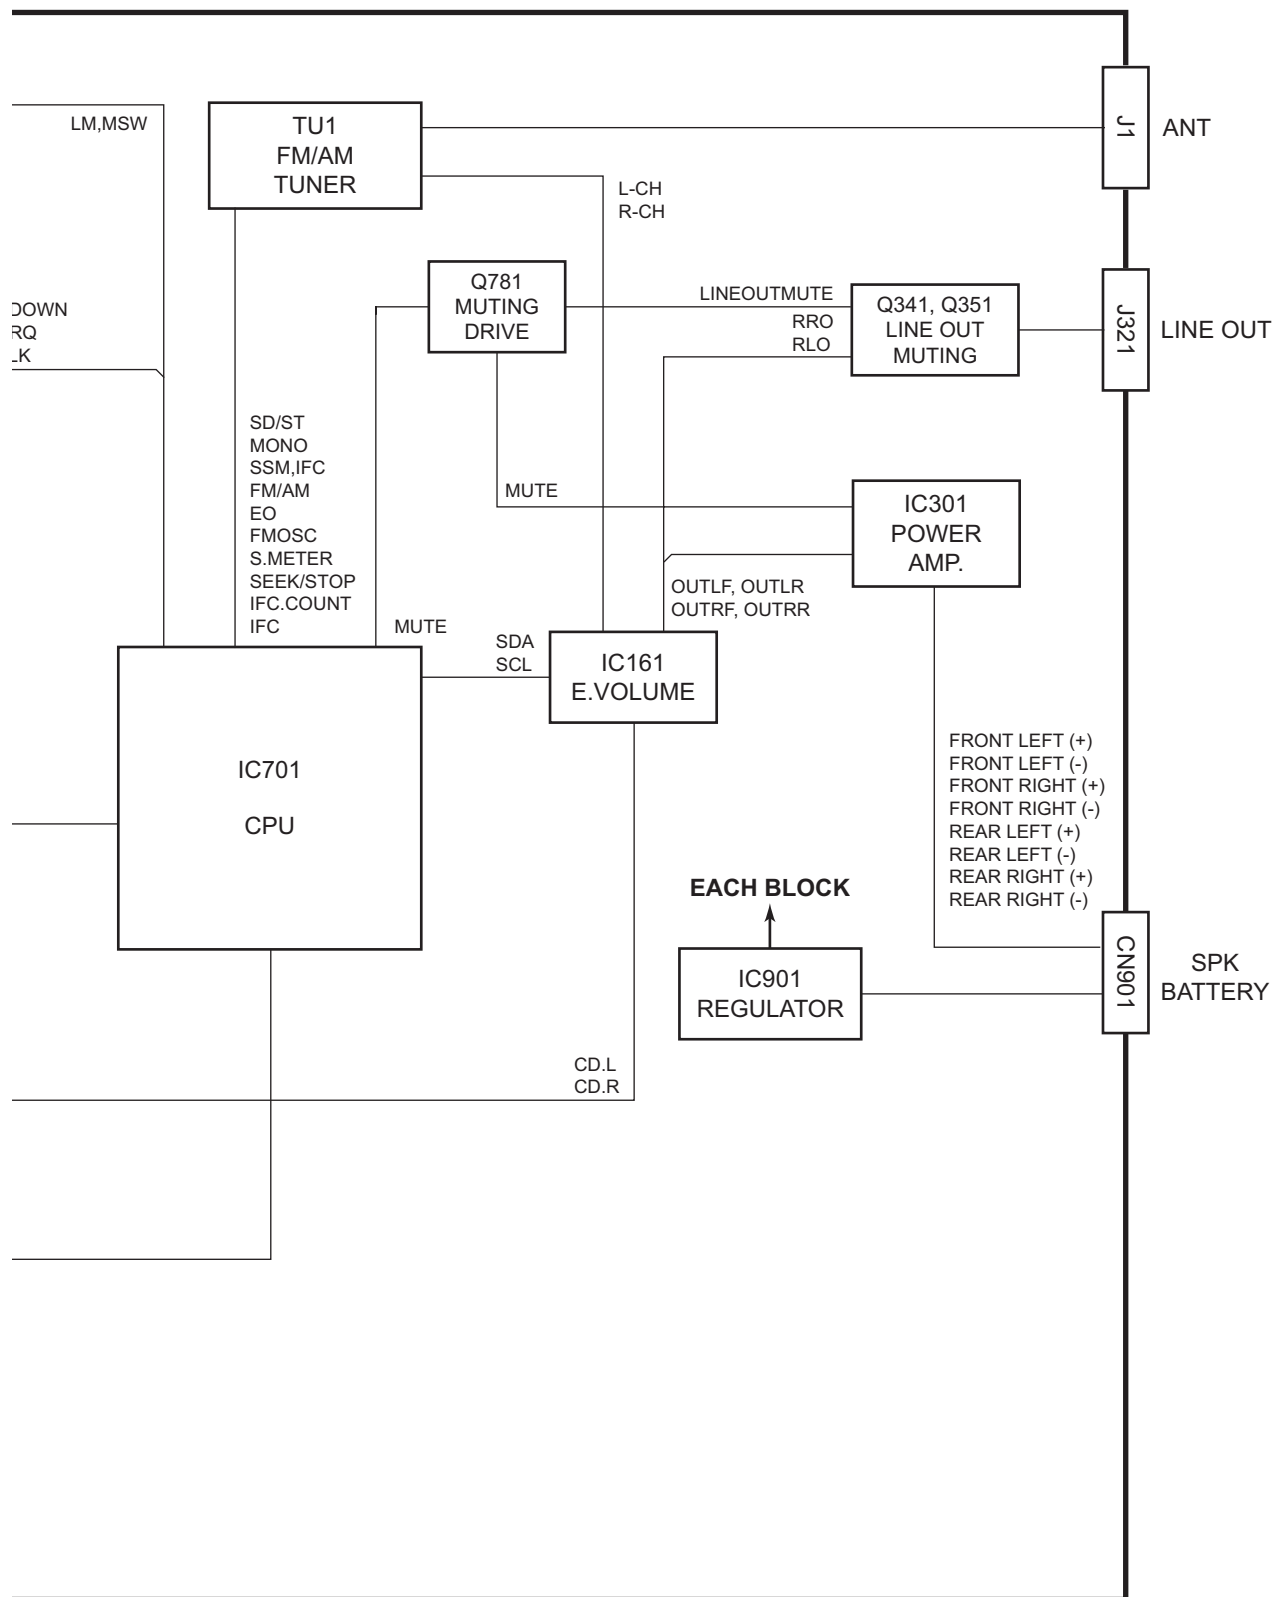 LM,MSW
TU1
FM/AM
TUNER
J1
ANT
L-CH
R-CH
Q781
MUTING
DRIVE
LINEOUTMUTE
RRO
RLO
Q341, Q351
LINE OUT
MUTING
J321
LINE OUT
DOWN
RQ
LK
SD/ST
MONO
SSM,IFC
FM/AM
EO
FMOSC
S.METER
SEEK/STOP
IFC.COUNT
IFC
MUTE
MUTE
IC301
POWER
AMP.
OUTLF, OUTLR
OUTRF, OUTRR
SDA
SCL
IC161
E.VOLUME
IC701
CPU
FRONT LEFT (+)
FRONT LEFT (-)
FRONT RIGHT (+)
FRONT RIGHT (-)
REAR LEFT (+)
REAR LEFT (-)
REAR RIGHT (+)
REAR RIGHT (-)
EACH BLOCK
IC901
REGULATOR
CN901
SPK
BATTERY
CD.L
CD.R